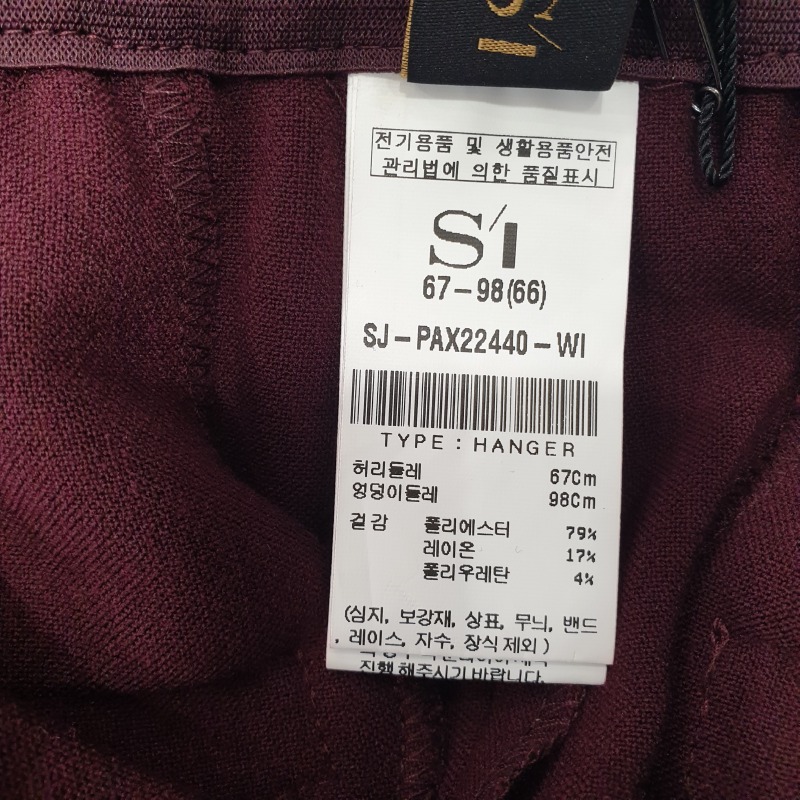 S/I
전기용품 및 생활용품안전
관리법에 의한 품질표시
S/I
67-98(66)
SJ-PAX22440-WI
TYPE : HANGER
허리둘레 67Cm
엉덩이둘레 98Cm
겉감 폴리에스터 79%
레이온 17%
폴리우레탄 4%
(심지, 보강재, 상표, 무늬, 밴드
, 레이스, 자수, 장식 제외 )
진행해주시기 바랍니다.